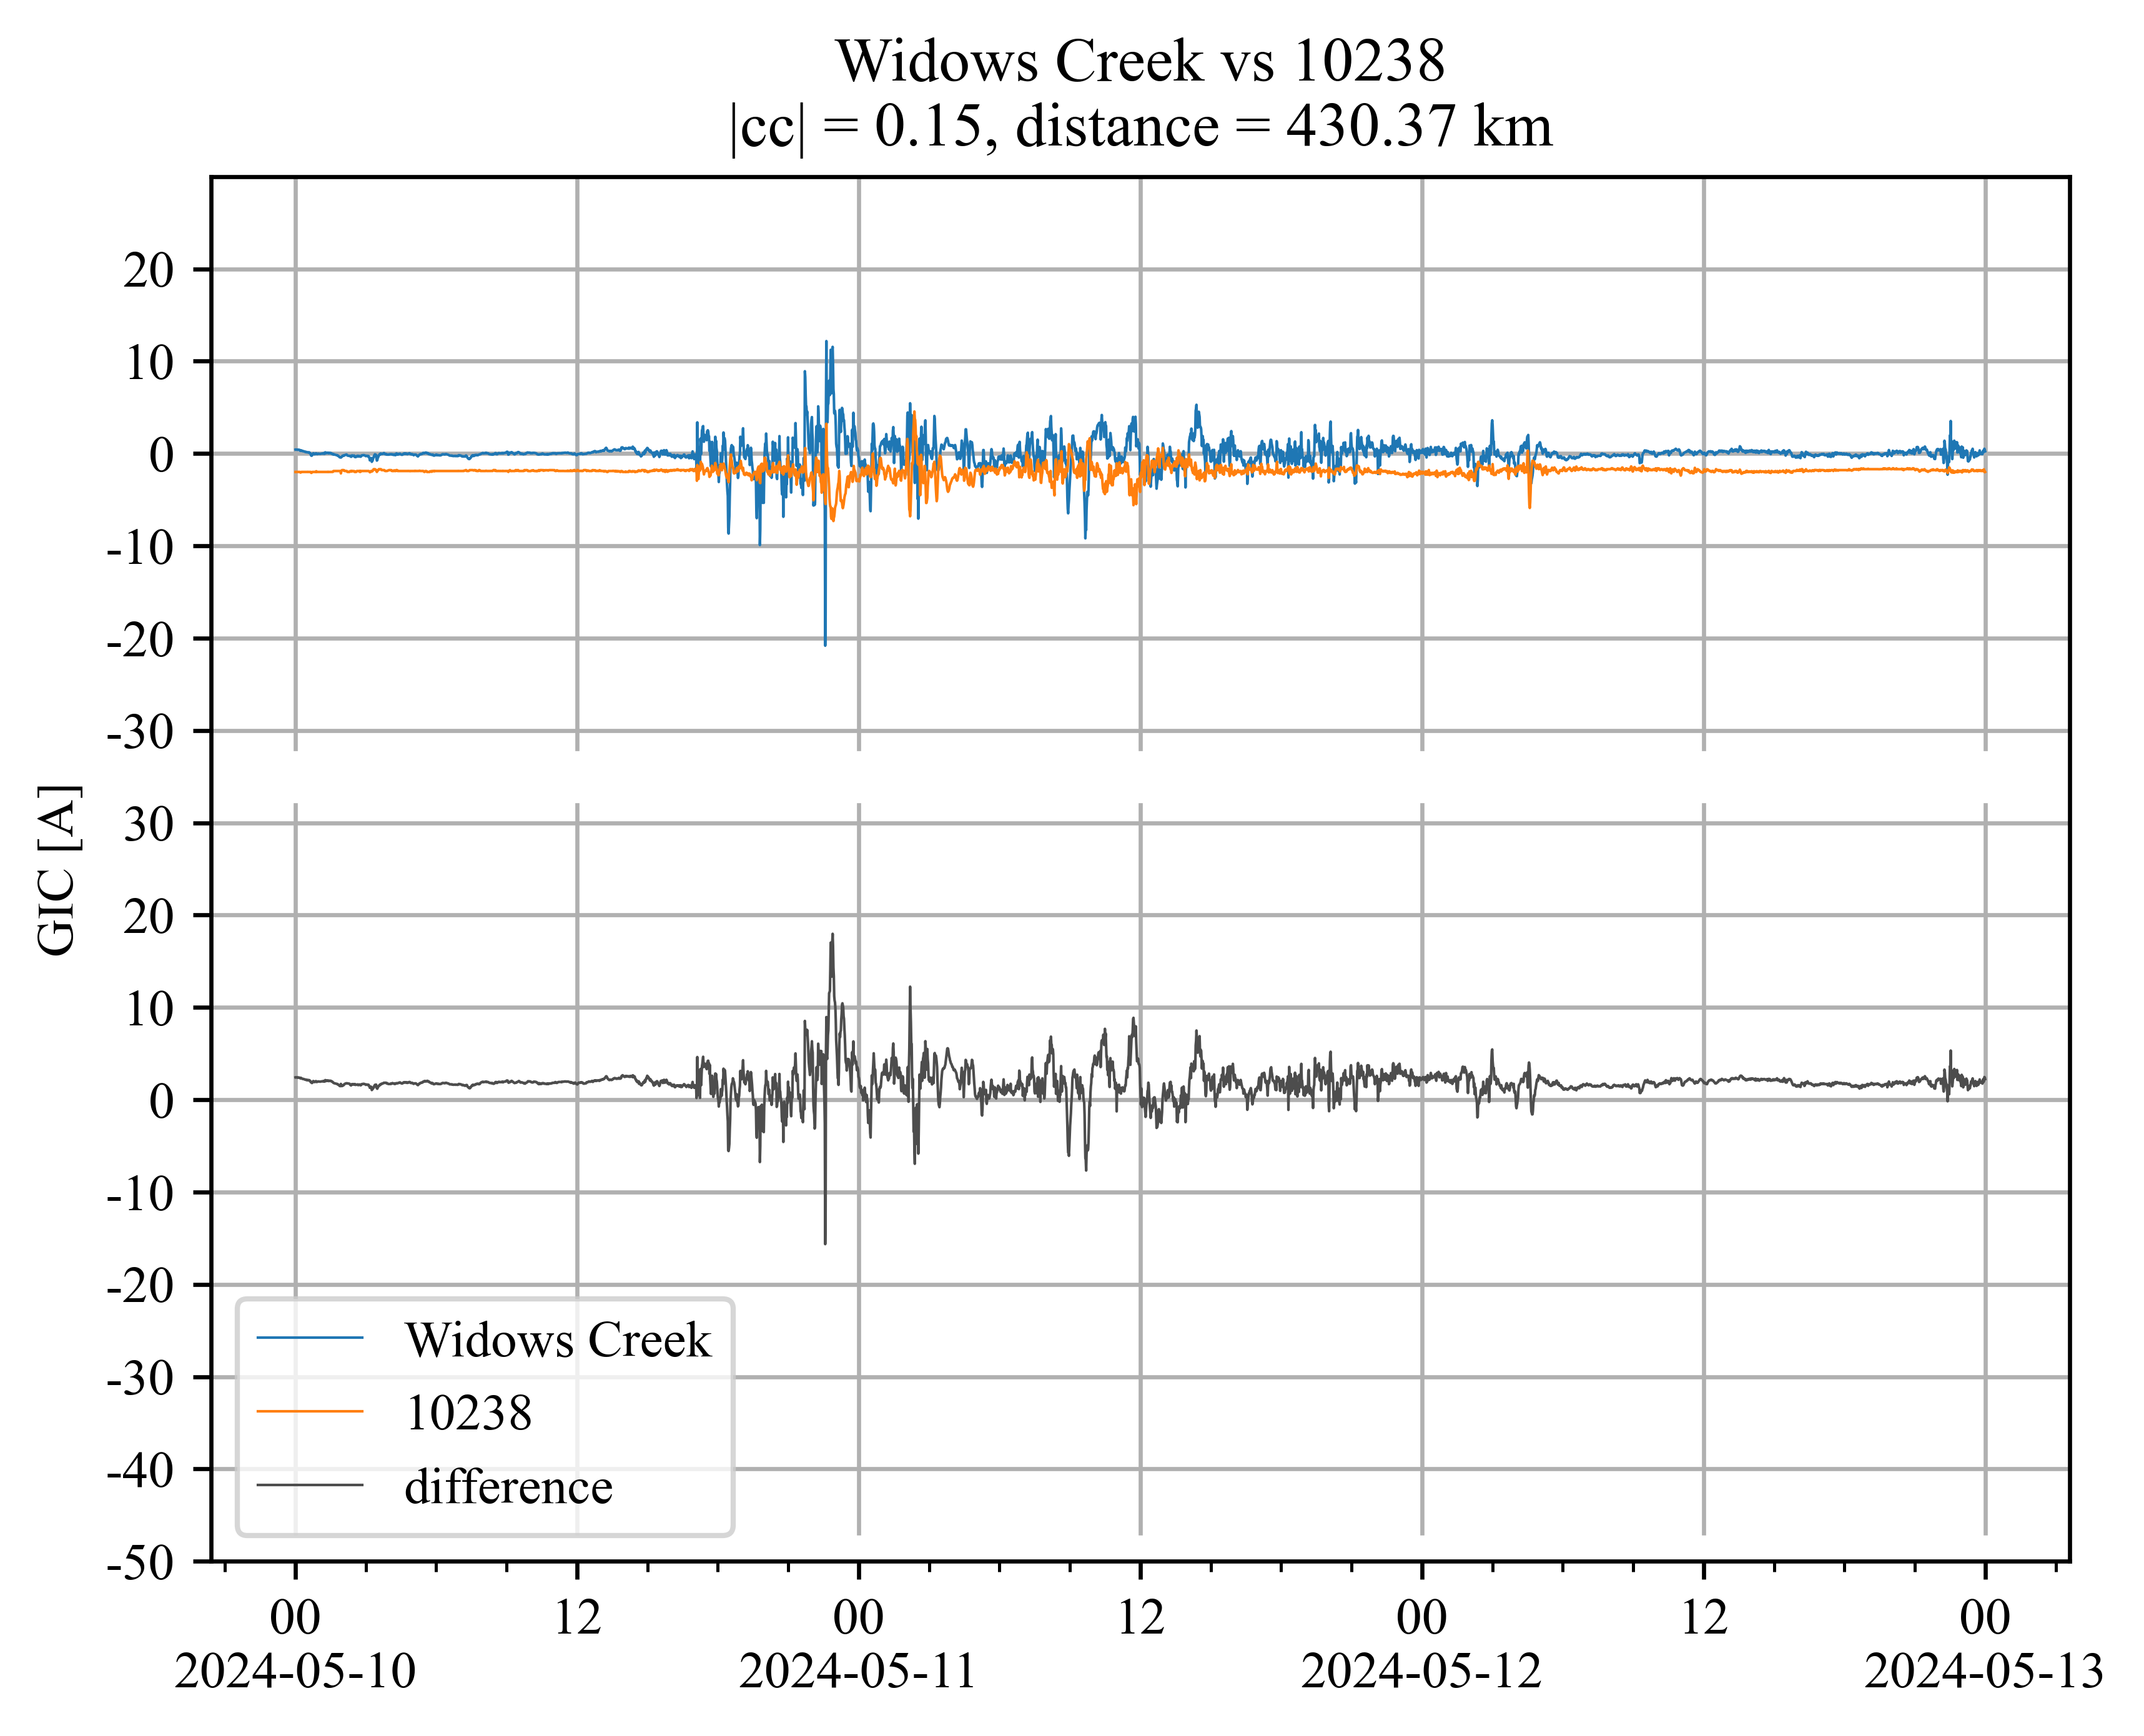 Widows Creek vs 10238
|cc| = 0.15, distance = 430.37 km
20
10
0
-10
-20
-30
30
20
10
0
-10
-20
-30
-40
-50
GIC [A]
Widows Creek
10238
difference
00 12 00 12 00 12 00
2024-05-10 2024-05-11 2024-05-12 2024-05-13